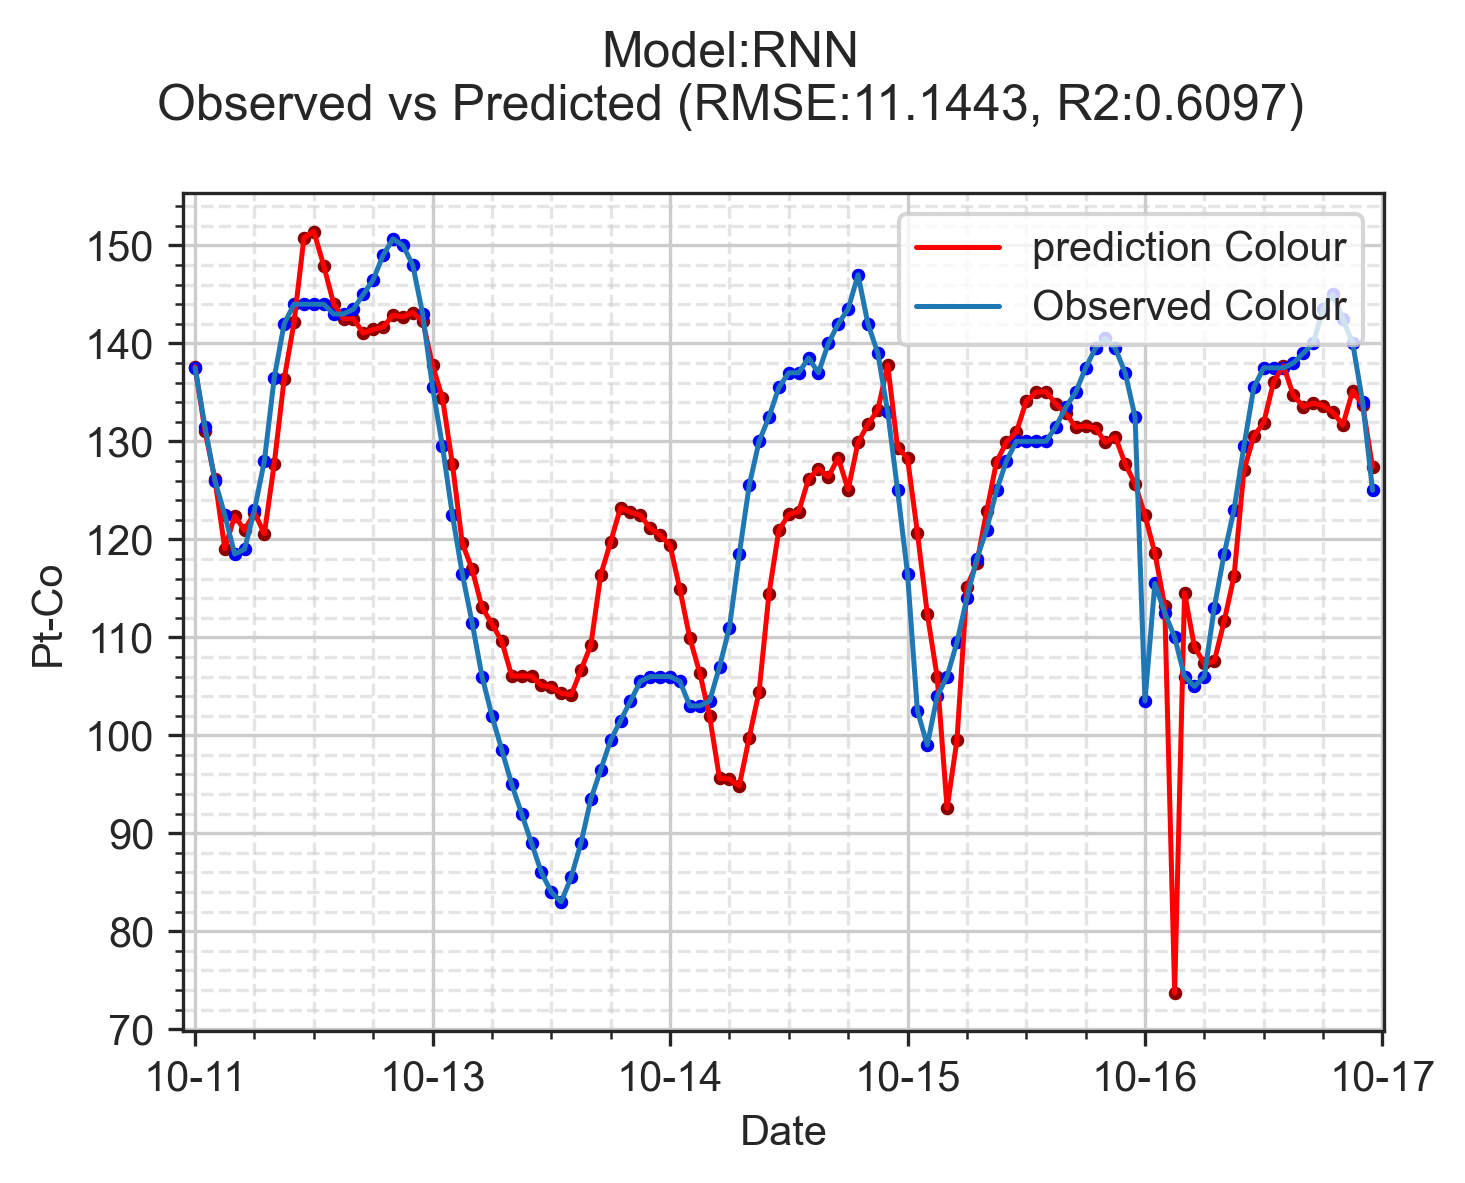 Model:RNN
Observed vs Predicted (RMSE:11.1443, R2:0.6097)
prediction Colour
Observed Colour
150
140
130
120
110
100
90
80
70
Pt-Co
10-11 10-13 10-14 10-15 10-16 10-17
Date